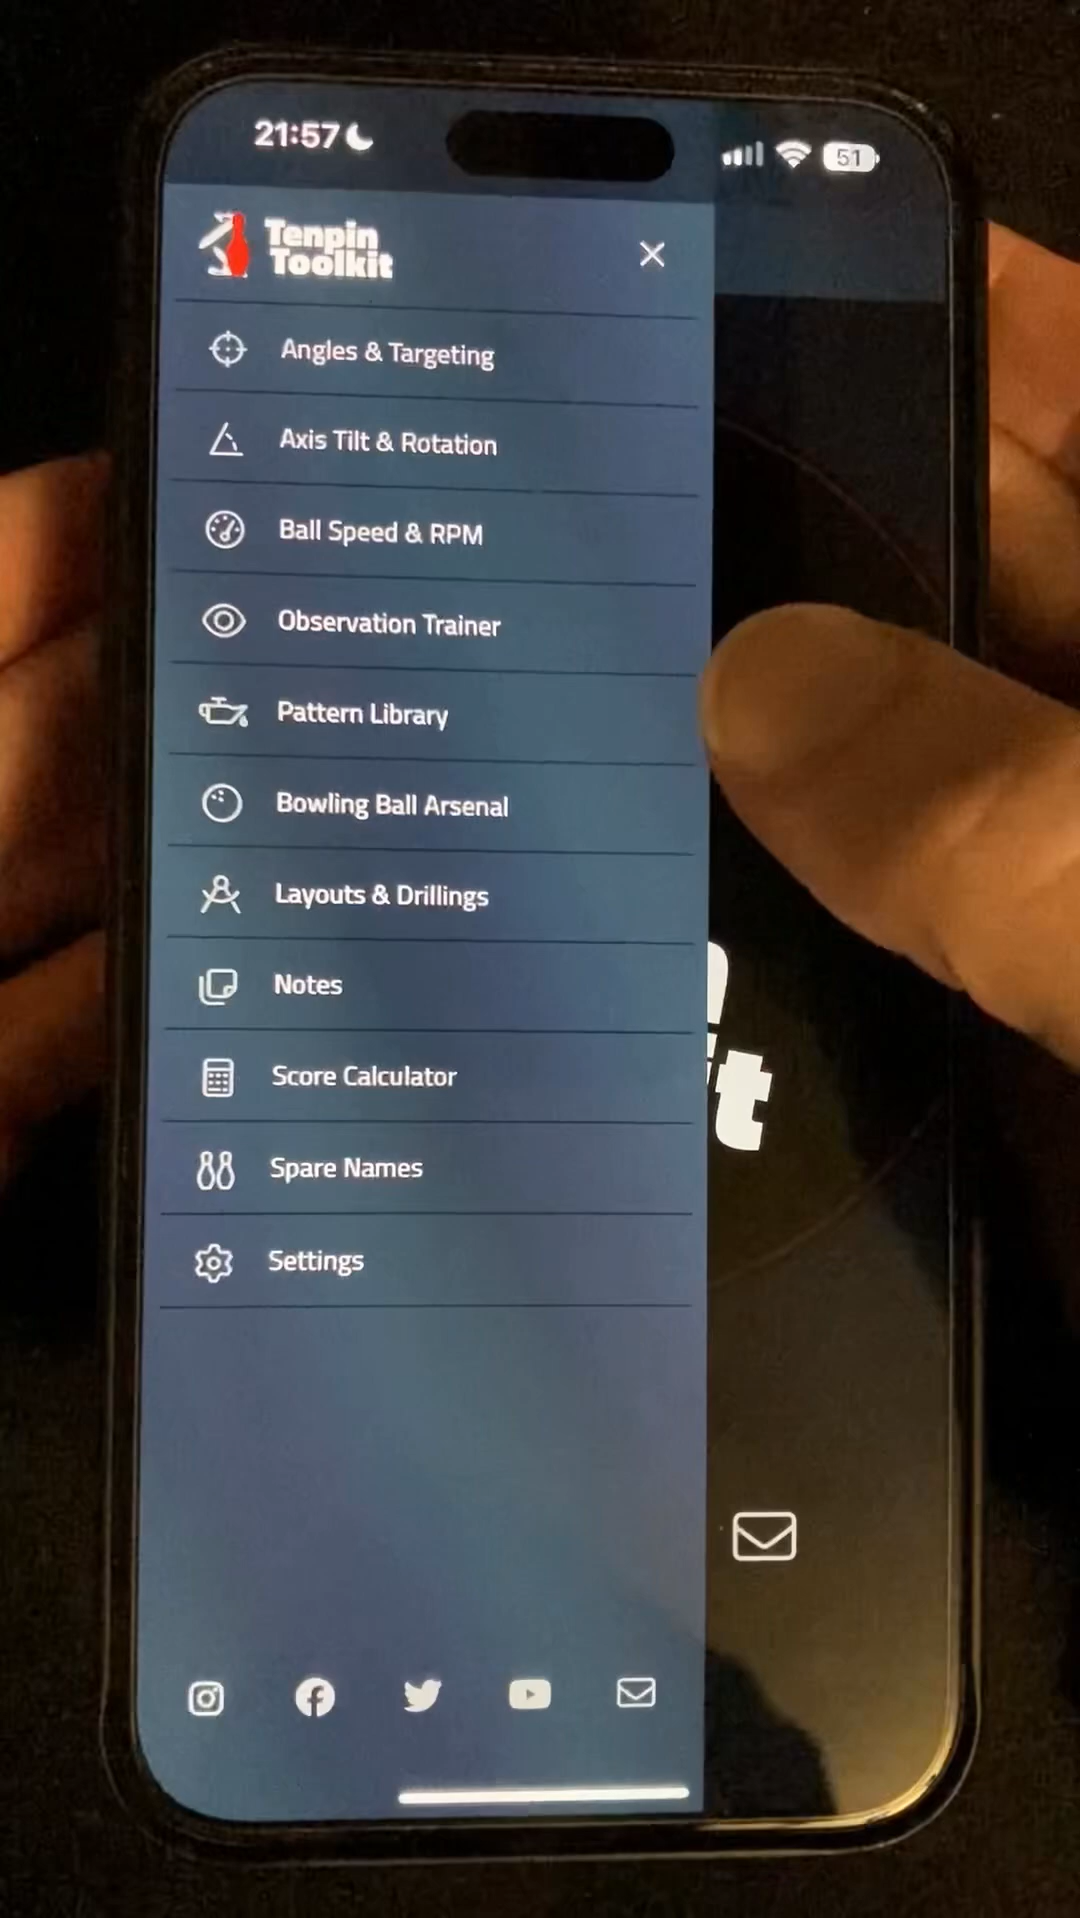 21:57
51
Tenpin
Toolkit
Angles & Targeting
Axis Tilt & Rotation
Ball Speed & RPM
Observation Trainer
Pattern Library
Bowling Ball Arsenal
Layouts & Drillings
Notes
Score Calculator
Spare Names
Settings
it